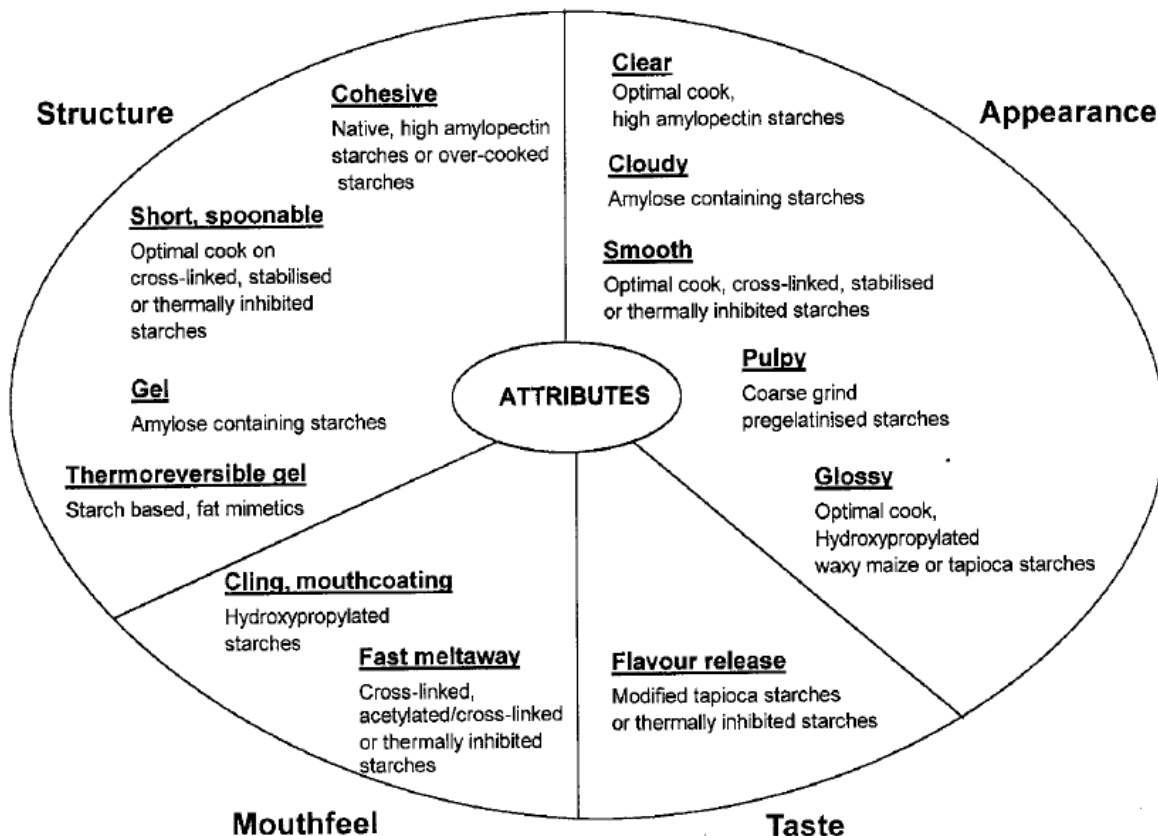 Structure
Cohesive
Native, high amylopectin
starches or over-cooked
starches
Short, spoonable
Optimal cook on
cross-linked, stabilised
or thermally inhibited
starches
Gel
Amylose containing starches
Thermoreversible gel
Starch based, fat mimetics
Appearance
Clear
Optimal cook,
high amylopectin starches
Cloudy
Amylose containing starches
Smooth
Optimal cook, cross-linked, stabilised
or thermally inhibited starches
Pulpy
Coarse grind
pregelatinised starches
Glossy
Optimal cook,
Hydroxypropylated
waxy maize or tapioca starches
ATTRIBUTES
Cling, mouthcoating
Hydroxypropylated
starches
Fast meltaway
Cross-linked,
acetylated/cross-linked
or thermally inhibited
starches
Mouthfeel
Flavour release
Modified tapioca starches
or thermally inhibited starches
Taste